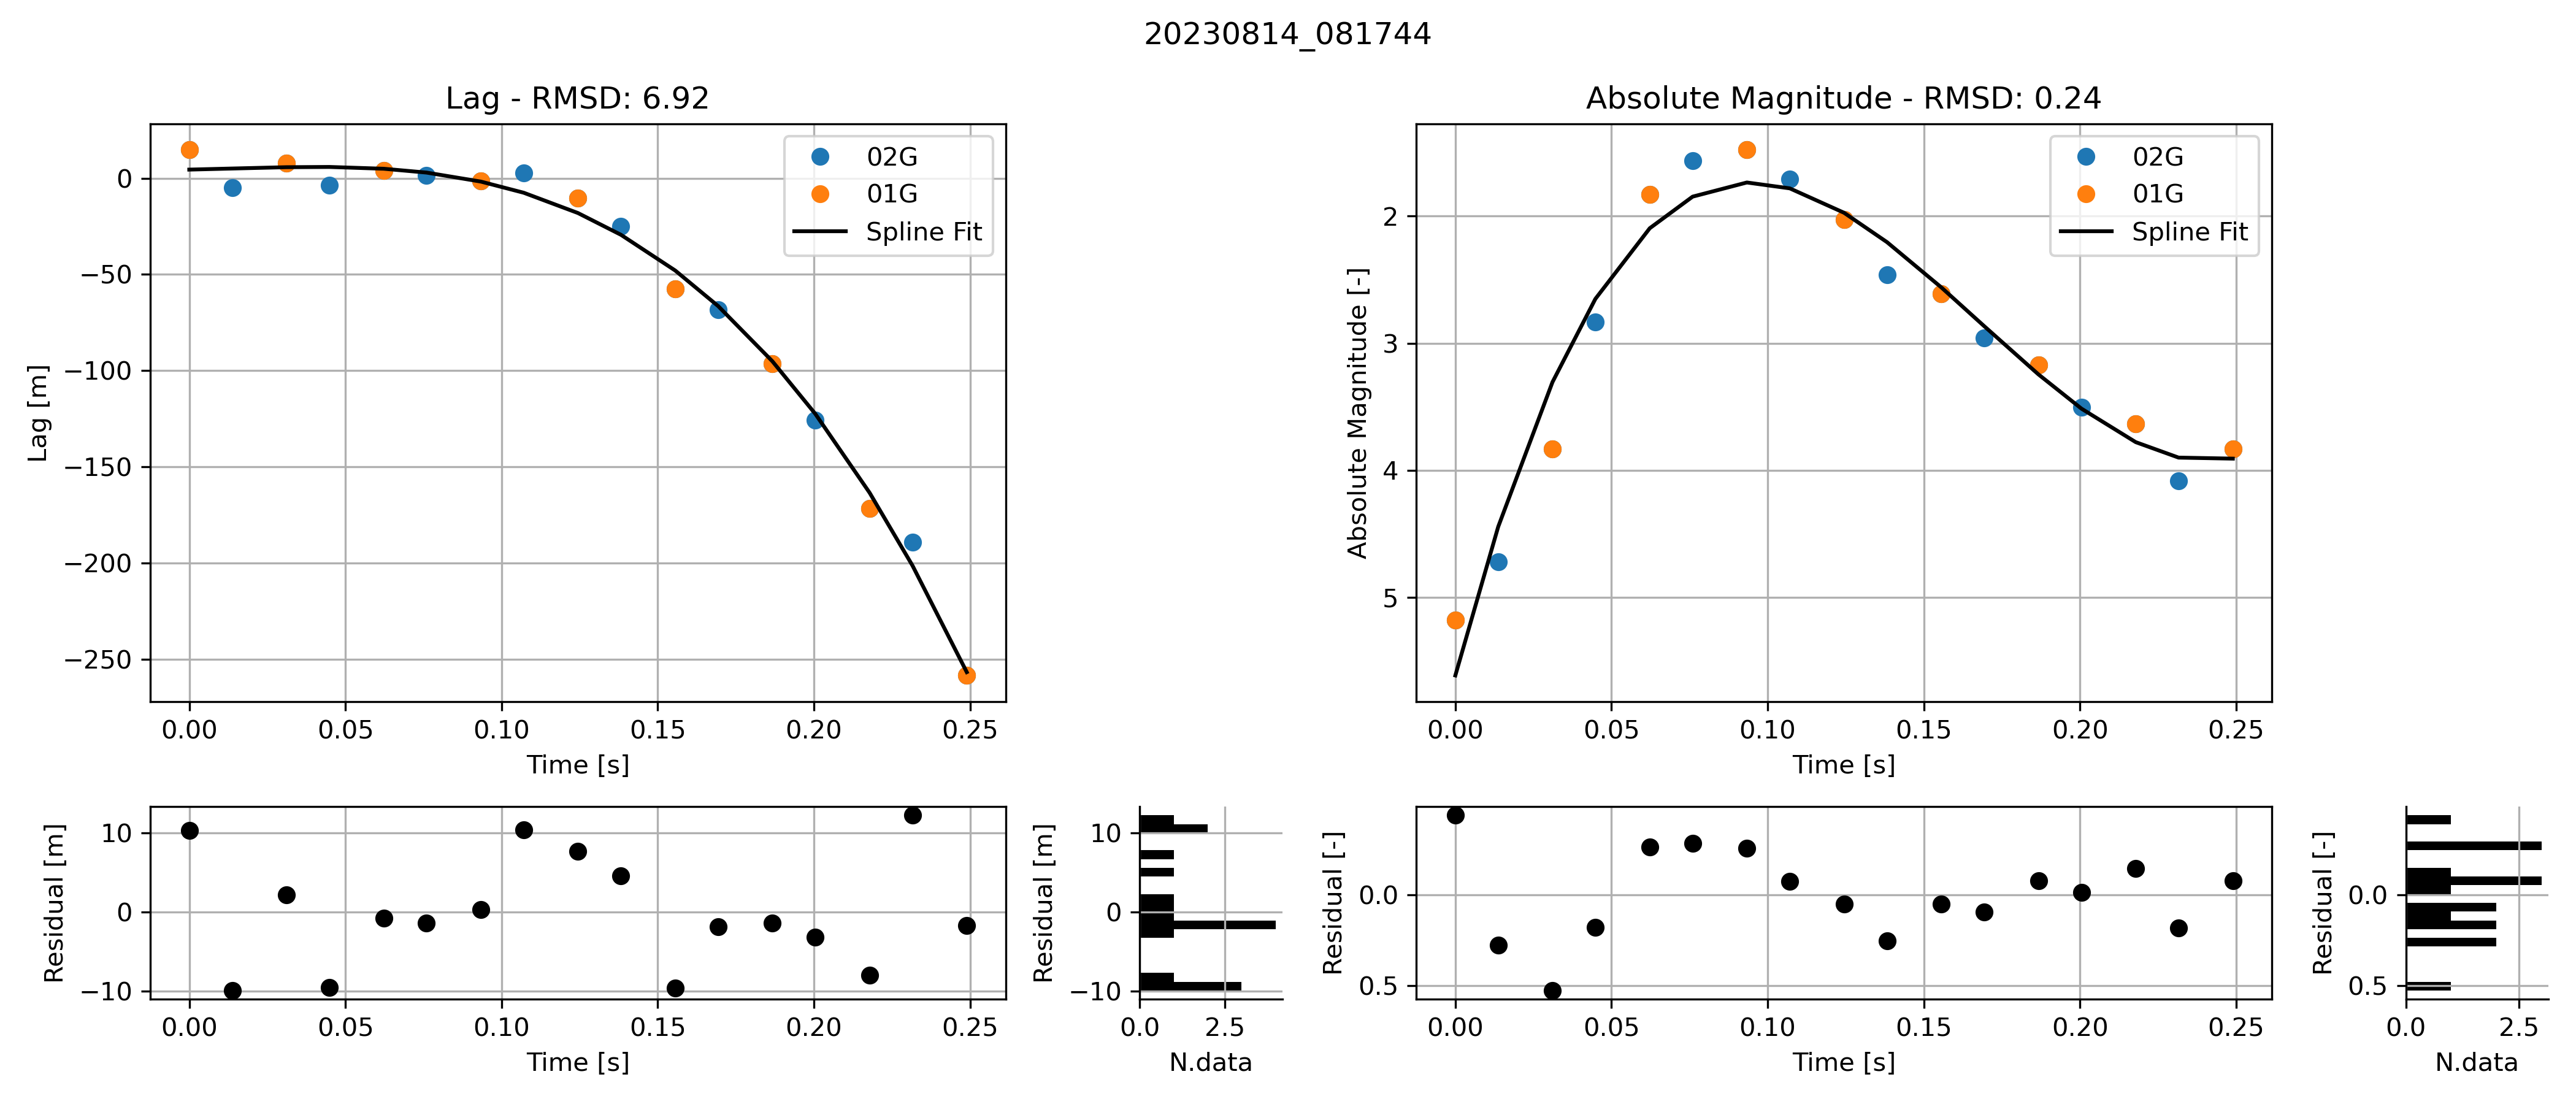 20230814_081744
Lag - RMSD: 6.92
Lag [m]
0
−50
−100
−150
−200
−250
02G
01G
Spline Fit
0.00 0.05 0.10 0.15 0.20 0.25
Time [s]
Absolute Magnitude - RMSD: 0.24
Absolute Magnitude [-]
2
3
4
5
02G
01G
Spline Fit
0.00 0.05 0.10 0.15 0.20 0.25
Time [s]
Residual [m]
10
0
−10
0.00 0.05 0.10 0.15 0.20 0.25
Time [s]
Residual [m]
10
0
−10
0.0 2.5
N.data
Residual [-]
0.0
0.5
0.00 0.05 0.10 0.15 0.20 0.25
Time [s]
Residual [-]
0.0
0.5
0.0 2.5
N.data